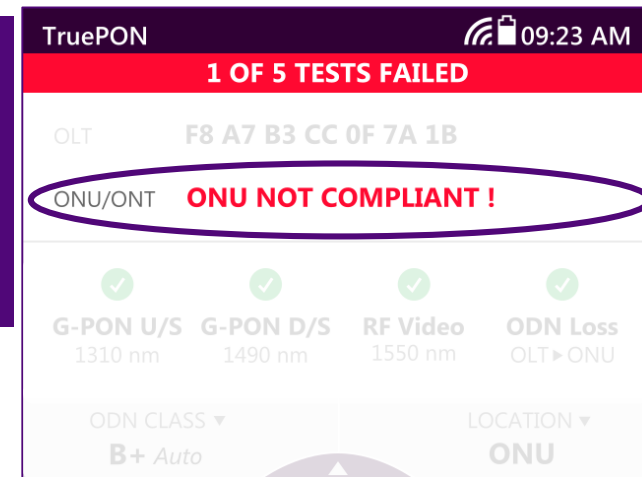 TruePON 09:23 AM
1 OF 5 TESTS FAILED
OLT F8 A7 B3 CC 0F 7A 1B
ONU/ONT ONU NOT COMPLIANT !
G-PON U/S G-PON D/S RF Video ODN Loss
1310 nm 1490 nm 1550 nm OLT▶ONU
ODN CLASS ▼ LOCATION ▼
B+ Auto ONU